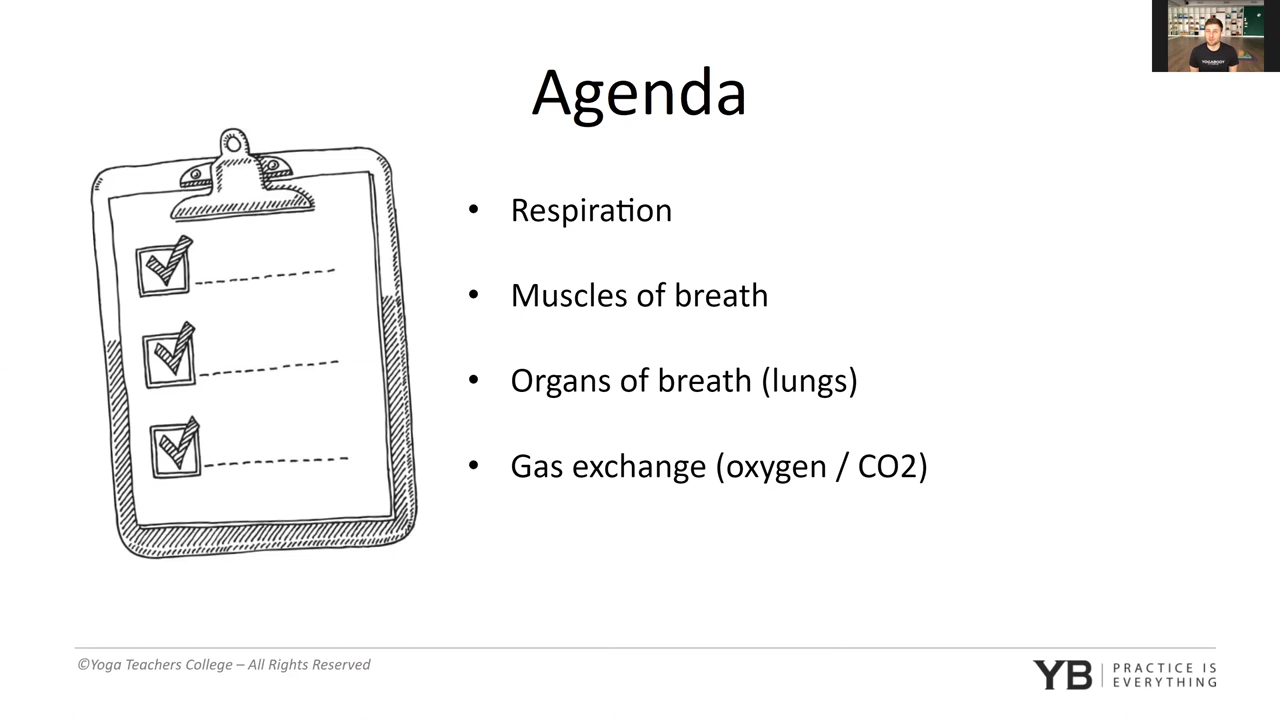 Agenda
• Respiration
• Muscles of breath
• Organs of breath (lungs)
• Gas exchange (oxygen / CO2)
©Yoga Teachers College – All Rights Reserved
YB
PRACTICE IS
EVERYTHING